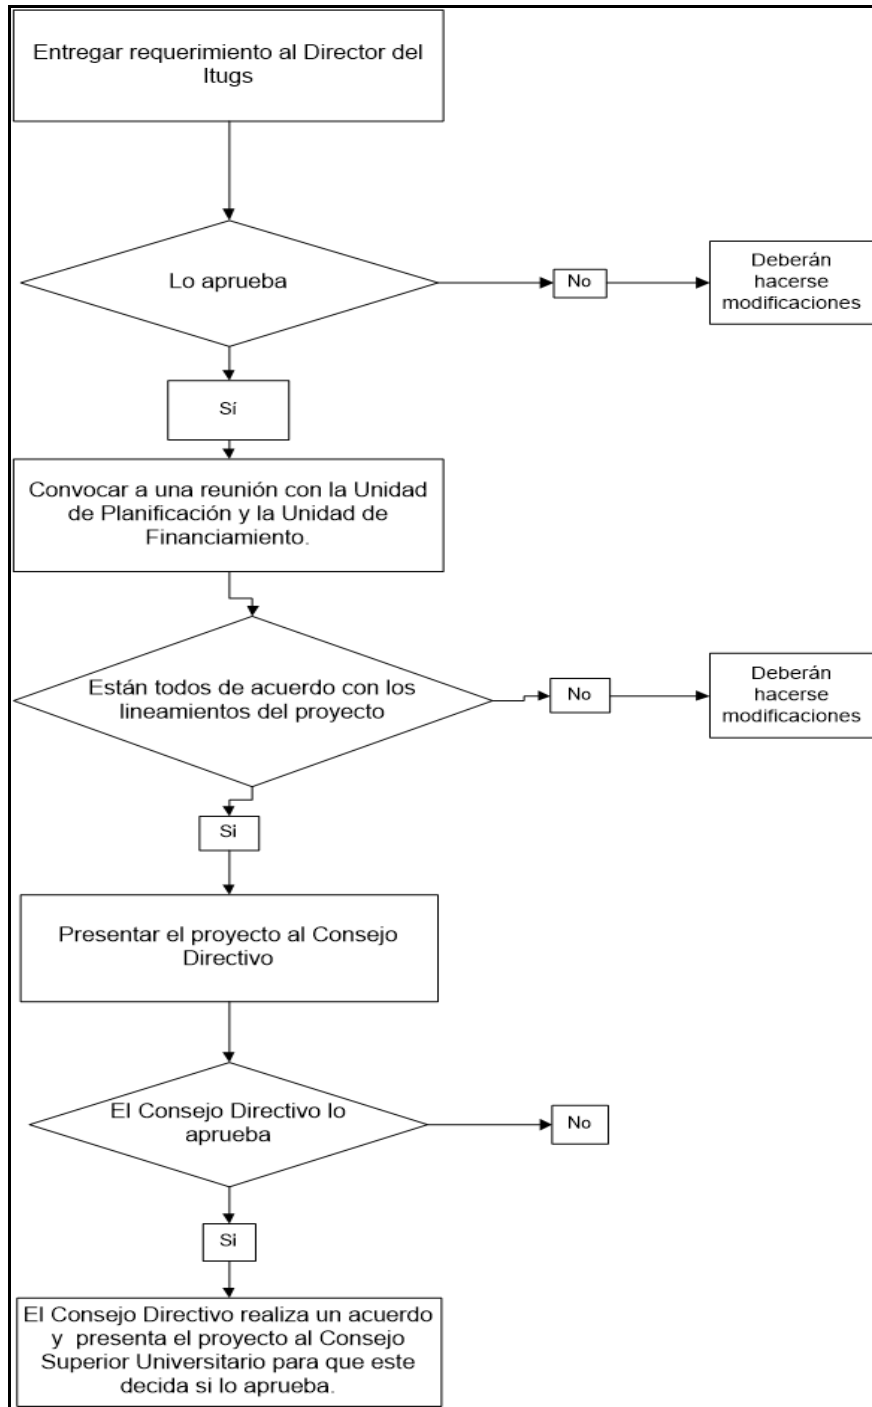 Entregar requerimiento al Director del
Itugs
Lo aprueba
No
Deberán
hacerse
modificaciones
Sí
Convocar a una reunión con la Unidad
de Planificación y la Unidad de
Financiamiento.
Están todos de acuerdo con los
lineamientos del proyecto
No
Deberán
hacerse
modificaciones
Si
Presentar el proyecto al Consejo
Directivo
El Consejo Directivo lo
aprueba
No
Si
El Consejo Directivo realiza un acuerdo
y presenta el proyecto al Consejo
Superior Universitario para que este
decida si lo aprueba.